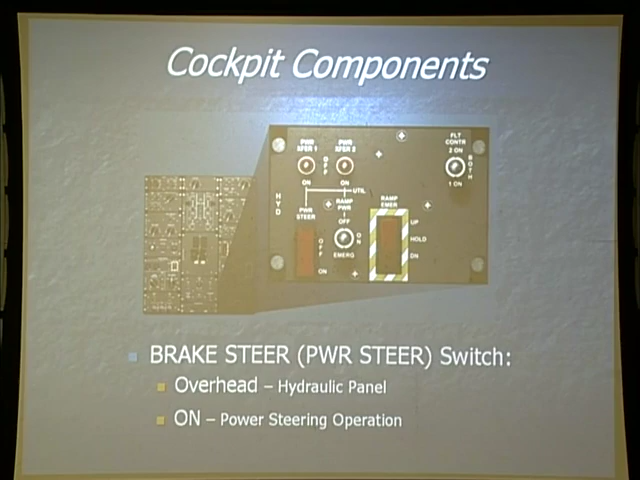 Cockpit Components
PWR XFER 1
PWR XFER 2
OFF
ON
ON
UTIL
FLT CONTR
2 ON
BOTH
1 ON
HYD
PWR STEER
OFF
ON
RAMP PWR
OFF
ON
EMERG
RAMP EMER
UP
HOLD
DN
BRAKE STEER (PWR STEER) Switch:
Overhead – Hydraulic Panel
ON – Power Steering Operation